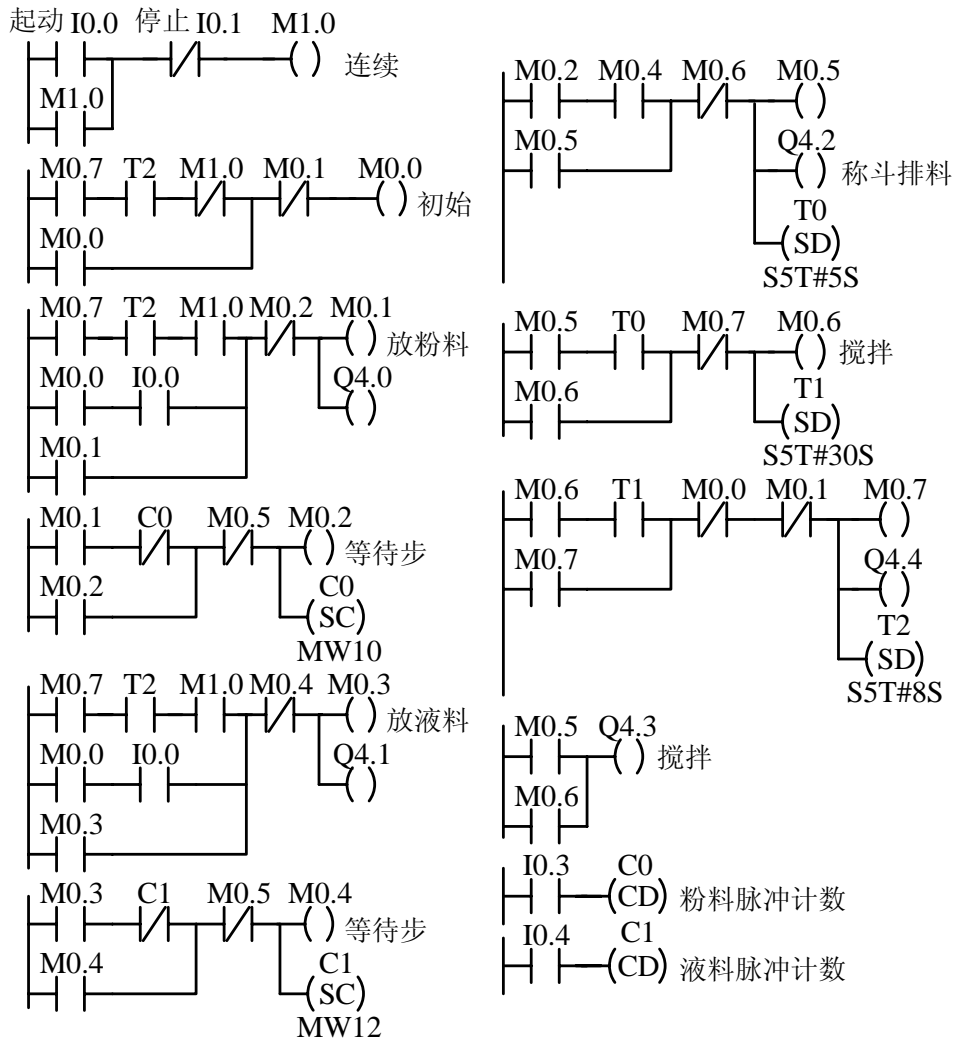 起动 I0.0 停止 I0.1 M1.0
连续
M1.0
M0.7 T2 M1.0 M0.1 M0.0
初始
M0.0
M0.7 T2 M1.0 M0.2 M0.1
放粉料
M0.0 I0.0 Q4.0
M0.1
M0.1 C0 M0.5 M0.2
等待步
M0.2 C0
SC
MW10
M0.7 T2 M1.0 M0.4 M0.3
放液料
M0.0 I0.0 Q4.1
M0.3
M0.3 C1 M0.5 M0.4
等待步
M0.4 C1
SC
MW12
M0.2 M0.4 M0.6 M0.5
M0.5 Q4.2
称斗排料
T0
SD
S5T#5S
M0.5 T0 M0.7 M0.6
搅拌
M0.6 T1
SD
S5T#30S
M0.6 T1 M0.0 M0.1 M0.7
M0.7 Q4.4
T2
SD
S5T#8S
M0.5 Q4.3
搅拌
M0.6
I0.3 C0
CD 粉料脉冲计数
I0.4 C1
CD 液料脉冲计数